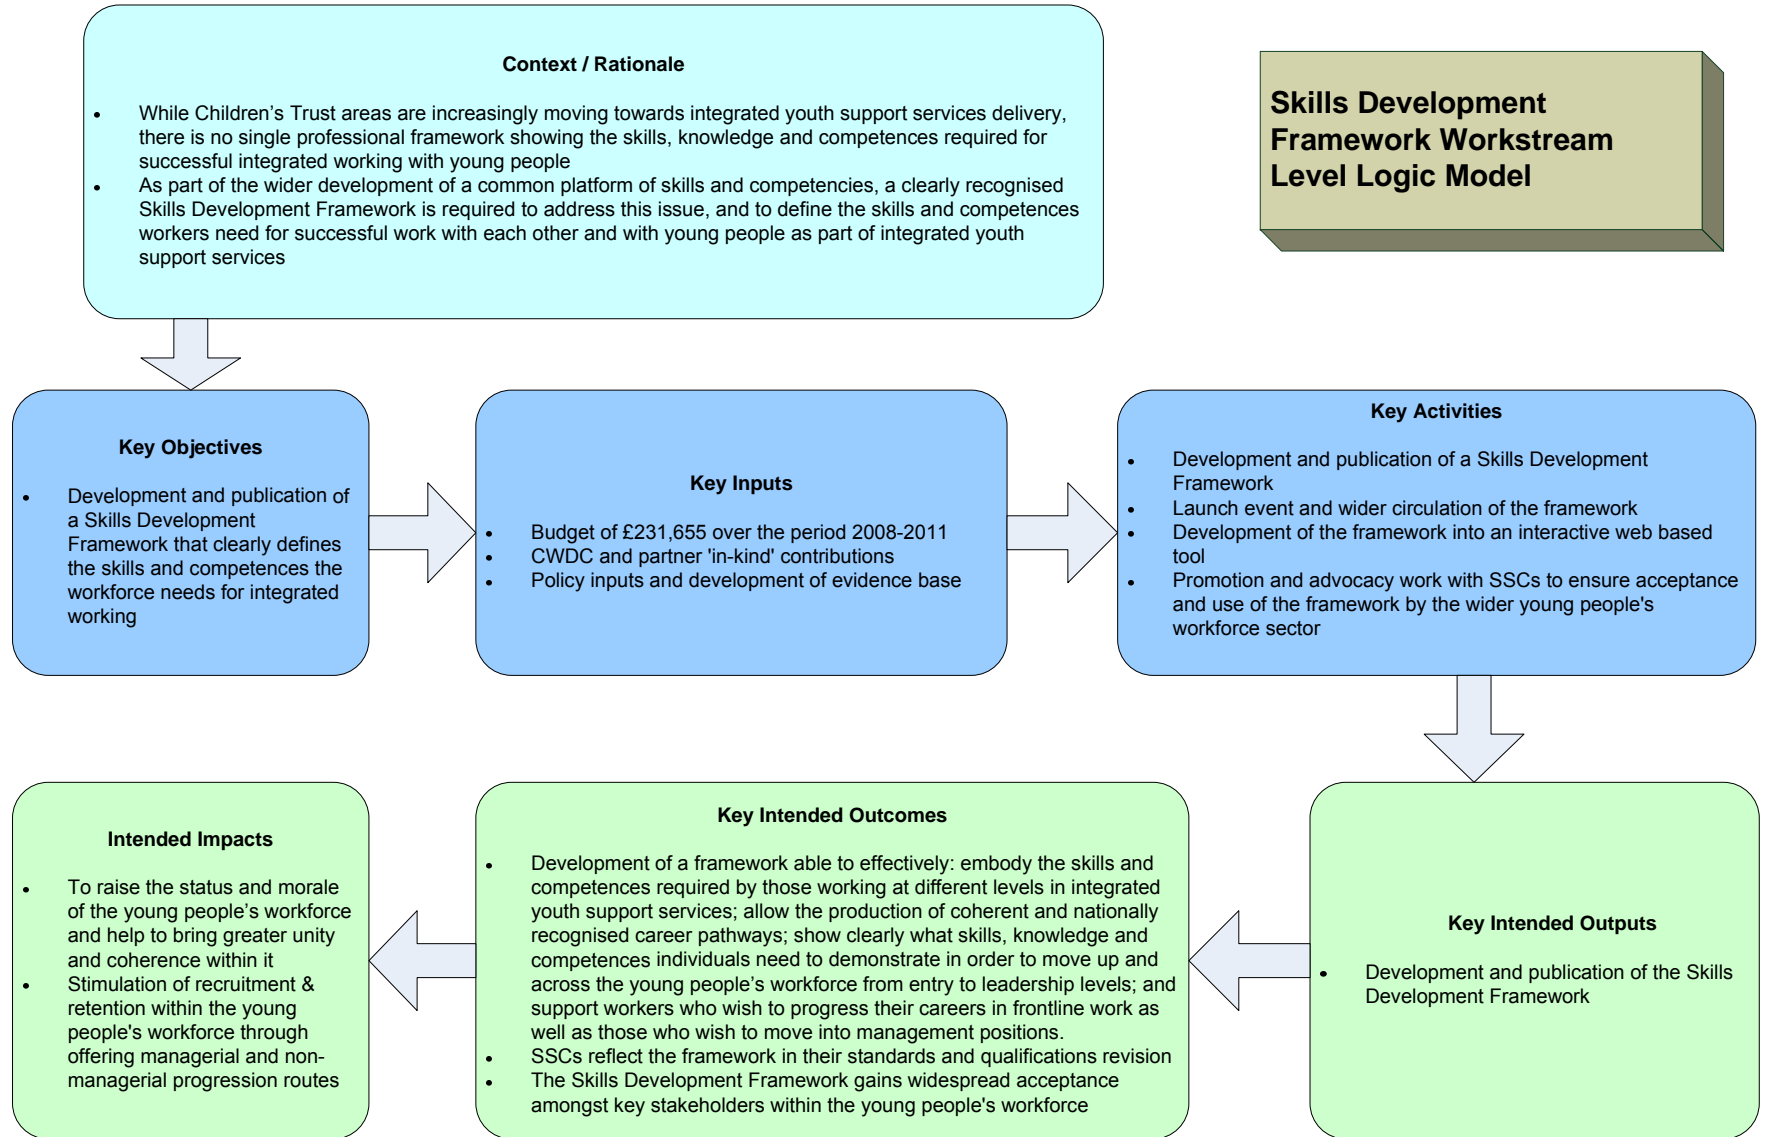 Context / Rationale
• While Children’s Trust areas are increasingly moving towards integrated youth support services delivery,
there is no single professional framework showing the skills, knowledge and competences required for
successful integrated working with young people
• As part of the wider development of a common platform of skills and competencies, a clearly recognised
Skills Development Framework is required to address this issue, and to define the skills and competences
workers need for successful work with each other and with young people as part of integrated youth
support services
Skills Development
Framework Workstream
Level Logic Model
Key Objectives
• Development and publication of
a Skills Development
Framework that clearly defines
the skills and competences the
workforce needs for integrated
working
Key Inputs
• Budget of £231,655 over the period 2008-2011
• CWDC and partner 'in-kind' contributions
• Policy inputs and development of evidence base
Key Activities
• Development and publication of a Skills Development
Framework
• Launch event and wider circulation of the framework
• Development of the framework into an interactive web based
tool
• Promotion and advocacy work with SSCs to ensure acceptance
and use of the framework by the wider young people's
workforce sector
Key Intended Outputs
• Development and publication of the Skills
Development Framework
Key Intended Outcomes
• Development of a framework able to effectively: embody the skills and
competences required by those working at different levels in integrated
youth support services; allow the production of coherent and nationally
recognised career pathways; show clearly what skills, knowledge and
competences individuals need to demonstrate in order to move up and
across the young people’s workforce from entry to leadership levels; and
support workers who wish to progress their careers in frontline work as
well as those who wish to move into management positions.
• SSCs reflect the framework in their standards and qualifications revision
• The Skills Development Framework gains widespread acceptance
amongst key stakeholders within the young people's workforce
Intended Impacts
• To raise the status and morale
of the young people’s workforce
and help to bring greater unity
and coherence within it
• Stimulation of recruitment &
retention within the young
people's workforce through
offering managerial and non-
managerial progression routes